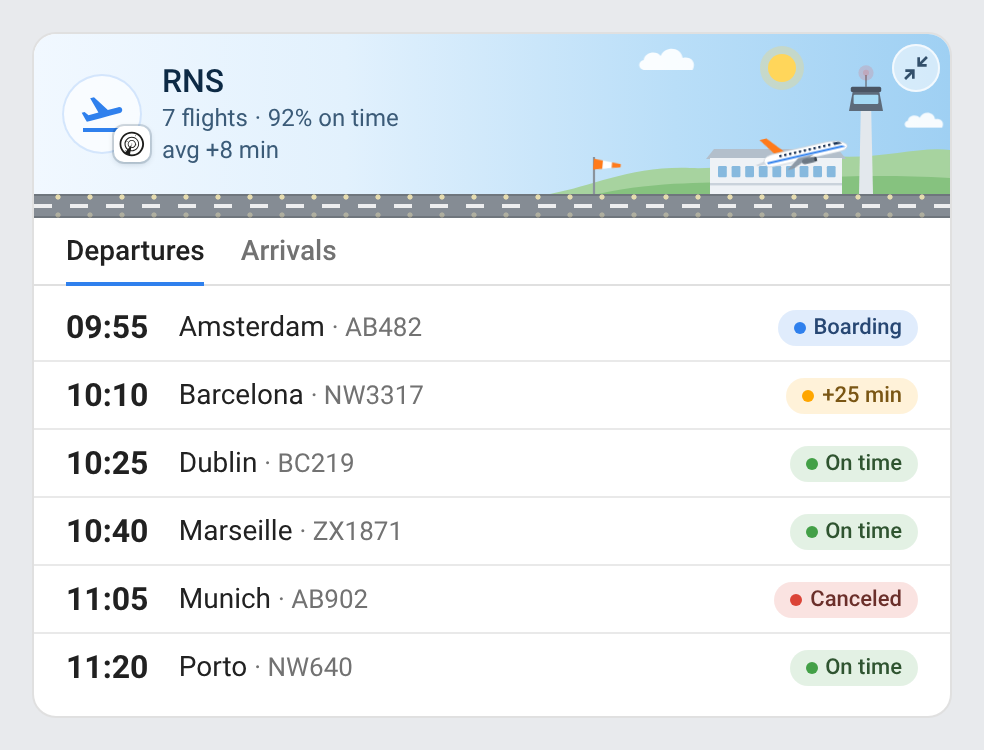 RNS
7 flights · 92% on time
avg +8 min
Departures Arrivals
09:55 Amsterdam · AB482 Boarding
10:10 Barcelona · NW3317 +25 min
10:25 Dublin · BC219 On time
10:40 Marseille · ZX1871 On time
11:05 Munich · AB902 Canceled
11:20 Porto · NW640 On time